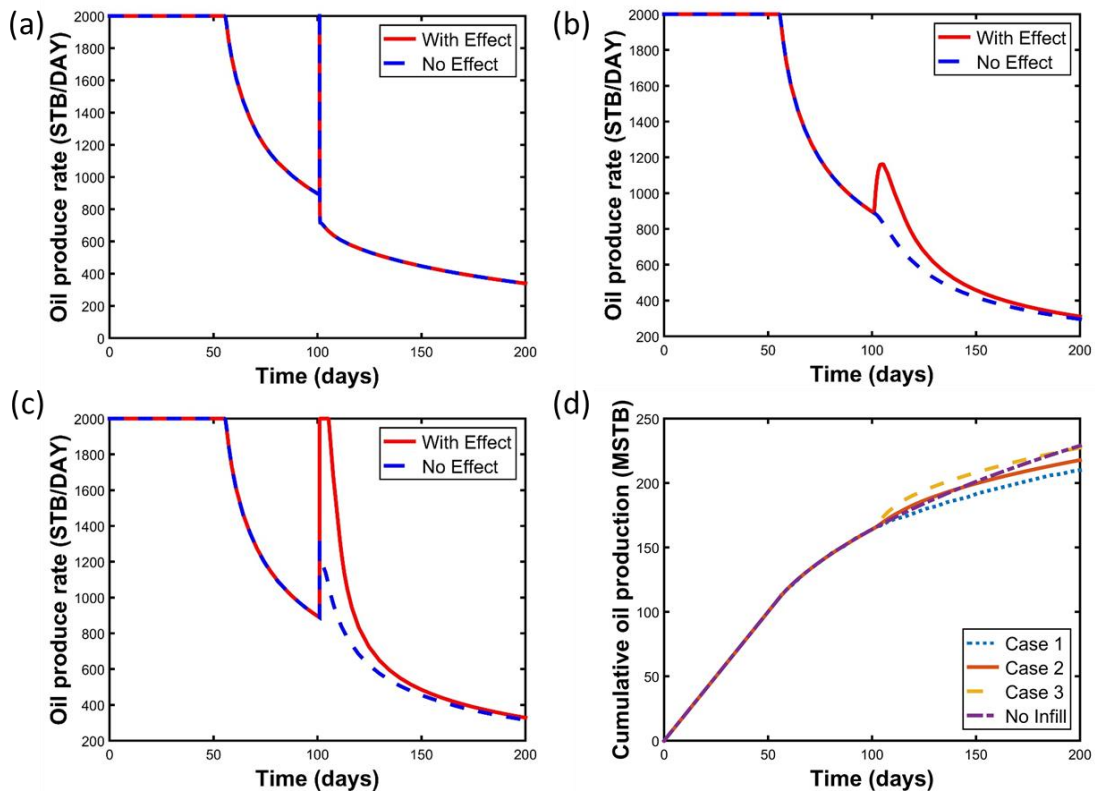 (a)
2000
1800
1600
1400
1200
1000
800
600
400
200
0
Oil produce rate (STB/DAY)
With Effect
No Effect
0 50 100 150 200
Time (days)
(b)
2000
1800
1600
1400
1200
1000
800
600
400
200
Oil produce rate (STB/DAY)
With Effect
No Effect
0 50 100 150 200
Time (days)
(c)
2000
1800
1600
1400
1200
1000
800
600
400
200
Oil produce rate (STB/DAY)
With Effect
No Effect
0 50 100 150 200
Time (days)
(d)
250
200
150
100
50
0
Cumulative oil production (MSTB)
Case 1
Case 2
Case 3
No Infill
0 50 100 150 200
Time (days)